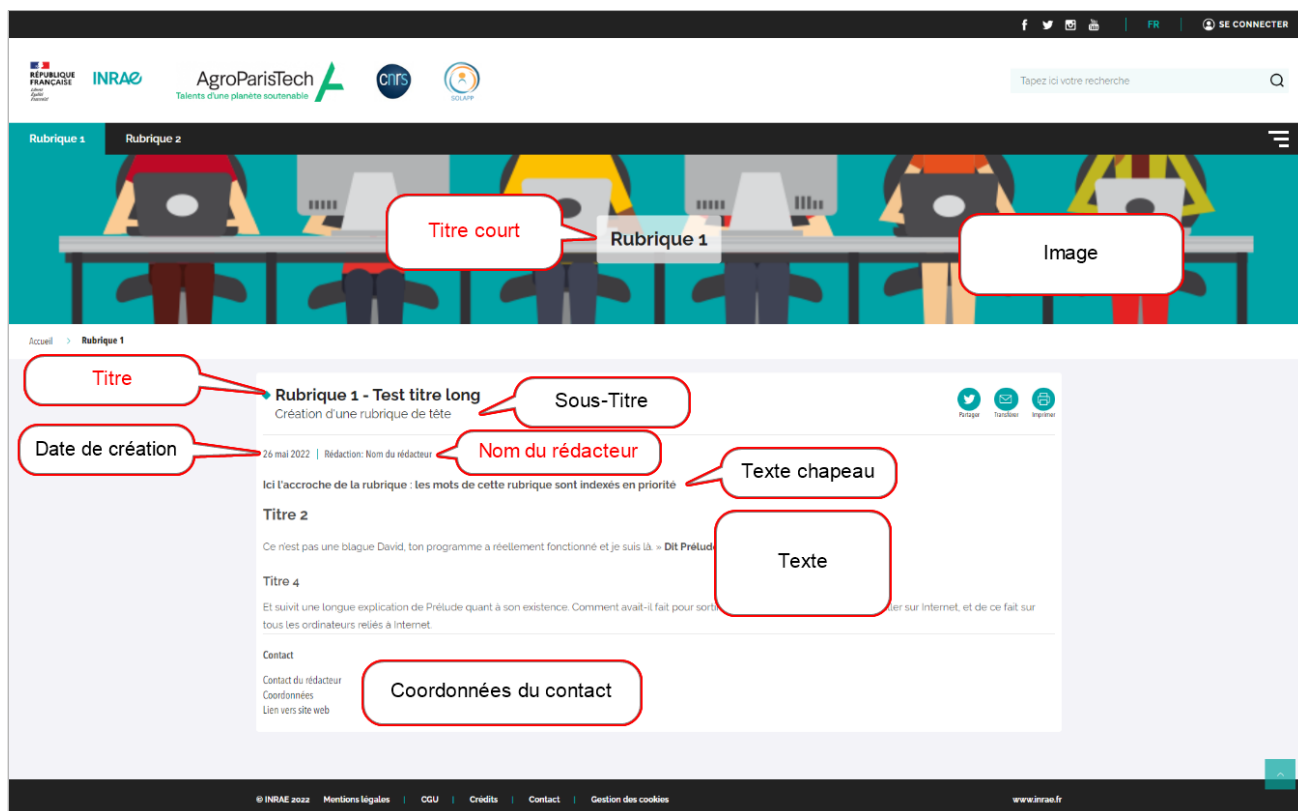 FR
SE CONNECTER
RÉPUBLIQUE
FRANÇAISE
Liberté
Égalité
Fraternité
INRAE
AgroParisTech
Talents d'une planète soutenable
cnrs
SOLAPP
Tapez ici votre recherche
Rubrique 1
Rubrique 2
Titre court
Rubrique 1
Image
Accueil > Rubrique 1
Titre
Rubrique 1 - Test titre long
Création d'une rubrique de tête
Sous-Titre
Partager
Transférer
Imprimer
Date de création
26 mai 2022 | Rédaction: Nom du rédacteur
Nom du rédacteur
Ici l'accroche de la rubrique : les mots de cette rubrique sont indexés en priorité
Texte chapeau
Titre 2
Ce n'est pas une blague David, ton programme a réellement fonctionné et je suis là. » Dit Prélude
Texte
Titre 4
Et suivit une longue explication de Prélude quant à son existence. Comment avait-il fait pour sorti ller sur Internet, et de ce fait sur
tous les ordinateurs reliés à Internet.
Contact
Contact du rédacteur
Coordonnées
Lien vers site web
Coordonnées du contact
© INRAE 2022 Mentions légales | CGU | Crédits | Contact | Gestion des cookies
www.inrae.fr